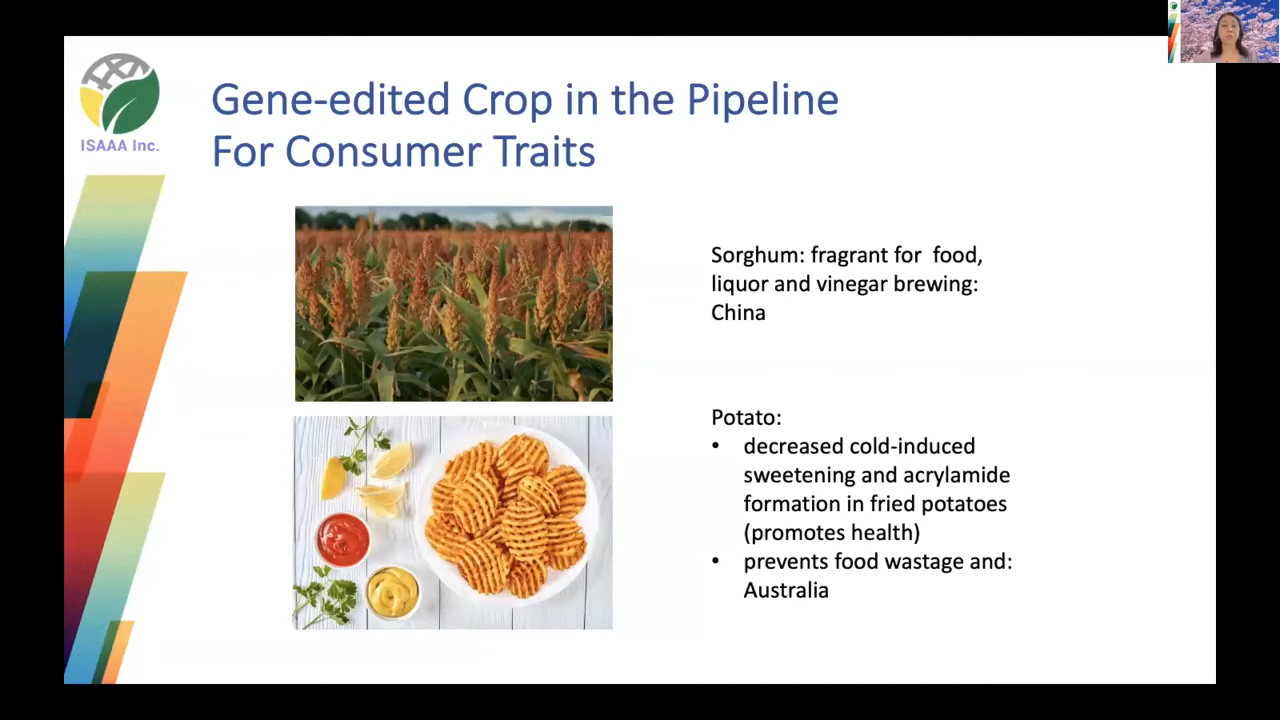 ISAAA Inc.
Gene-edited Crop in the Pipeline
For Consumer Traits
Sorghum: fragrant for food,
liquor and vinegar brewing:
China
Potato:
• decreased cold-induced
sweetening and acrylamide
formation in fried potatoes
(promotes health)
• prevents food wastage and:
Australia